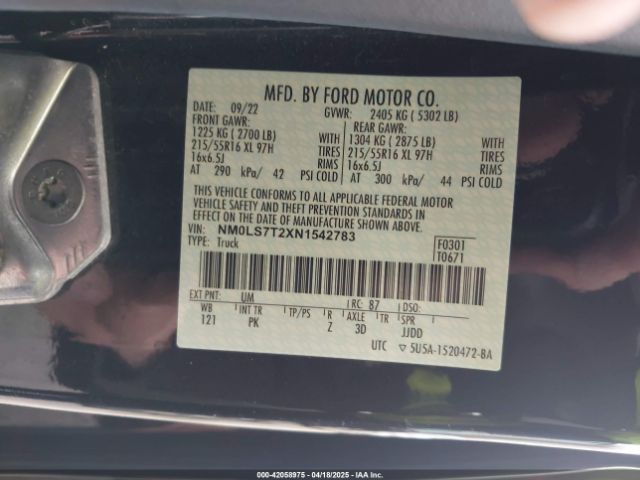 MFD. BY FORD MOTOR CO.
DATE: 09/22 GVWR: 2405 KG ( 5302 LB)
FRONT GAWR: REAR GAWR:
1225 KG ( 2700 LB) WITH 1304 KG ( 2875 LB) WITH
215/55R16 XL 97H TIRES 215/55R16 XL 97H TIRES
16x6.5J RIMS 16x6.5J RIMS
AT 290 kPa/ 42 PSI COLD AT 300 kPa/ 44 PSI COLD
THIS VEHICLE CONFORMS TO ALL APPLICABLE FEDERAL MOTOR
VEHICLE SAFETY AND THEFT PREVENTION STANDARDS IN
EFFECT ON THE DATE OF MANUFACTURE SHOWN ABOVE.
VIN: NM0LS7T2XN1542783 F0301
TYPE: Truck T0671
EXT PNT: UM RC: 87 DSO:
WB INT TR TP/PS R AXLE TR SPR
121 PK Z 3D JJDD
UTC ▽ 5U5A-1520472-BA
000-42058975 - 04/18/2025 - IAA Inc.